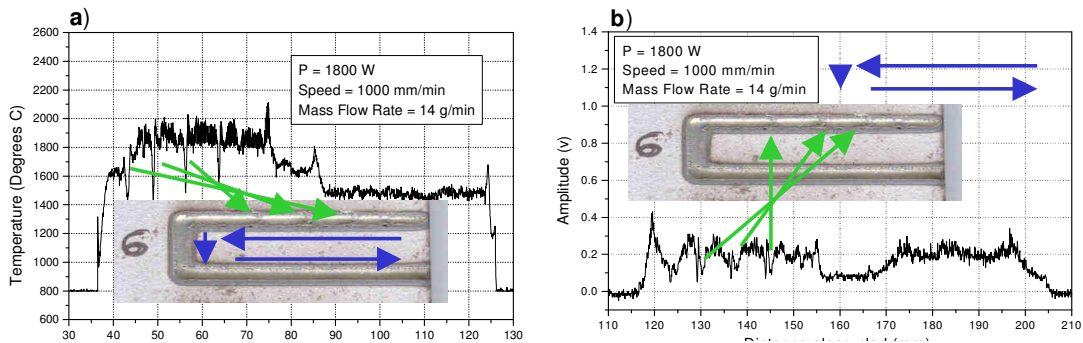 a)
2600
2400
2200
2000
1800
1600
1400
1200
1000
800
600
Temperature (Degrees C)
P = 1800 W
Speed = 1000 mm/min
Mass Flow Rate = 14 g/min
6
30 40 50 60 70 80 90 100 110 120 130
b)
1.4
1.2
1.0
0.8
0.6
0.4
0.2
0.0
Amplitude (v)
P = 1800 W
Speed = 1000 mm/min
Mass Flow Rate = 14 g/min
6
110 120 130 140 150 160 170 180 190 200 210